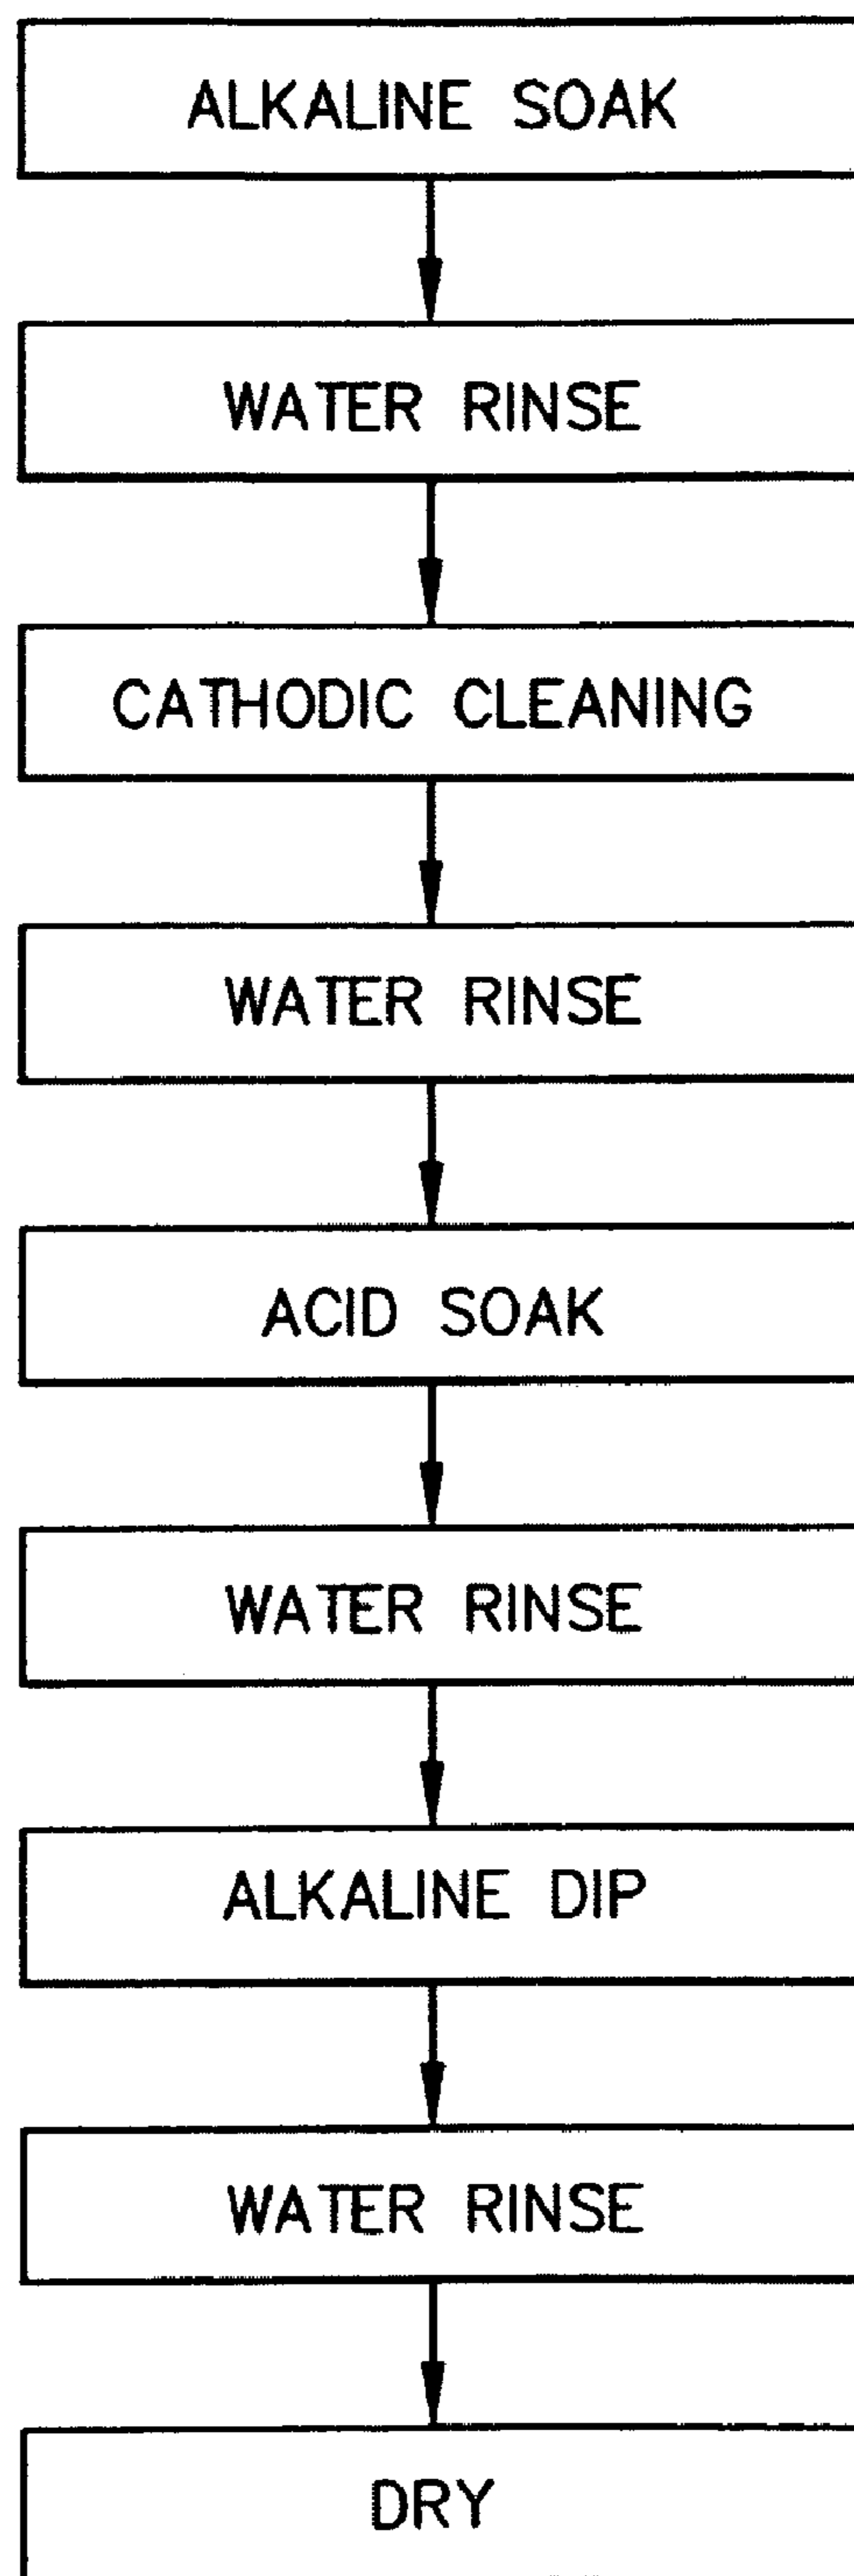 ALKALINE SOAK
WATER RINSE
CATHODIC CLEANING
WATER RINSE
ACID SOAK
WATER RINSE
ALKALINE DIP
WATER RINSE
DRY